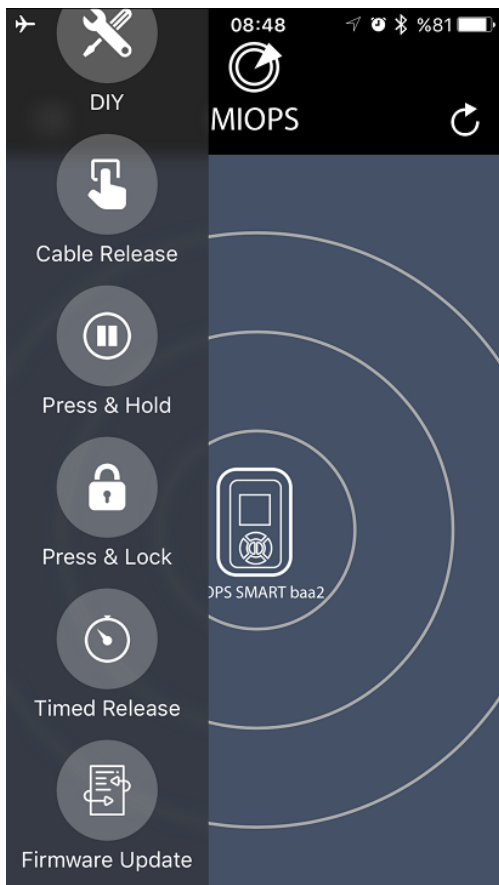 08:48
%81
DIY
MIOPS
Cable Release
Press & Hold
Press & Lock
OPS SMART baa2
Timed Release
Firmware Update